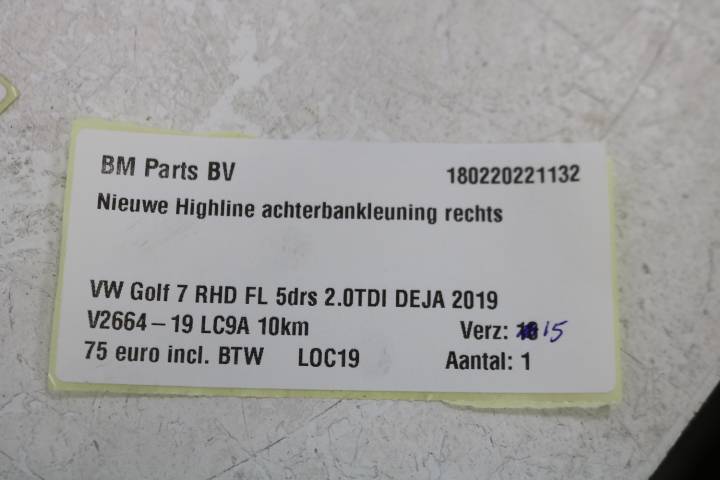 BM Parts BV 180220221132
Nieuwe Highline achterbankleuning rechts
VW Golf 7 RHD FL 5drs 2.0TDI DEJA 2019
V2664-19 LC9A 10km Verz: 15
75 euro incl. BTW LOC19 Aantal: 1